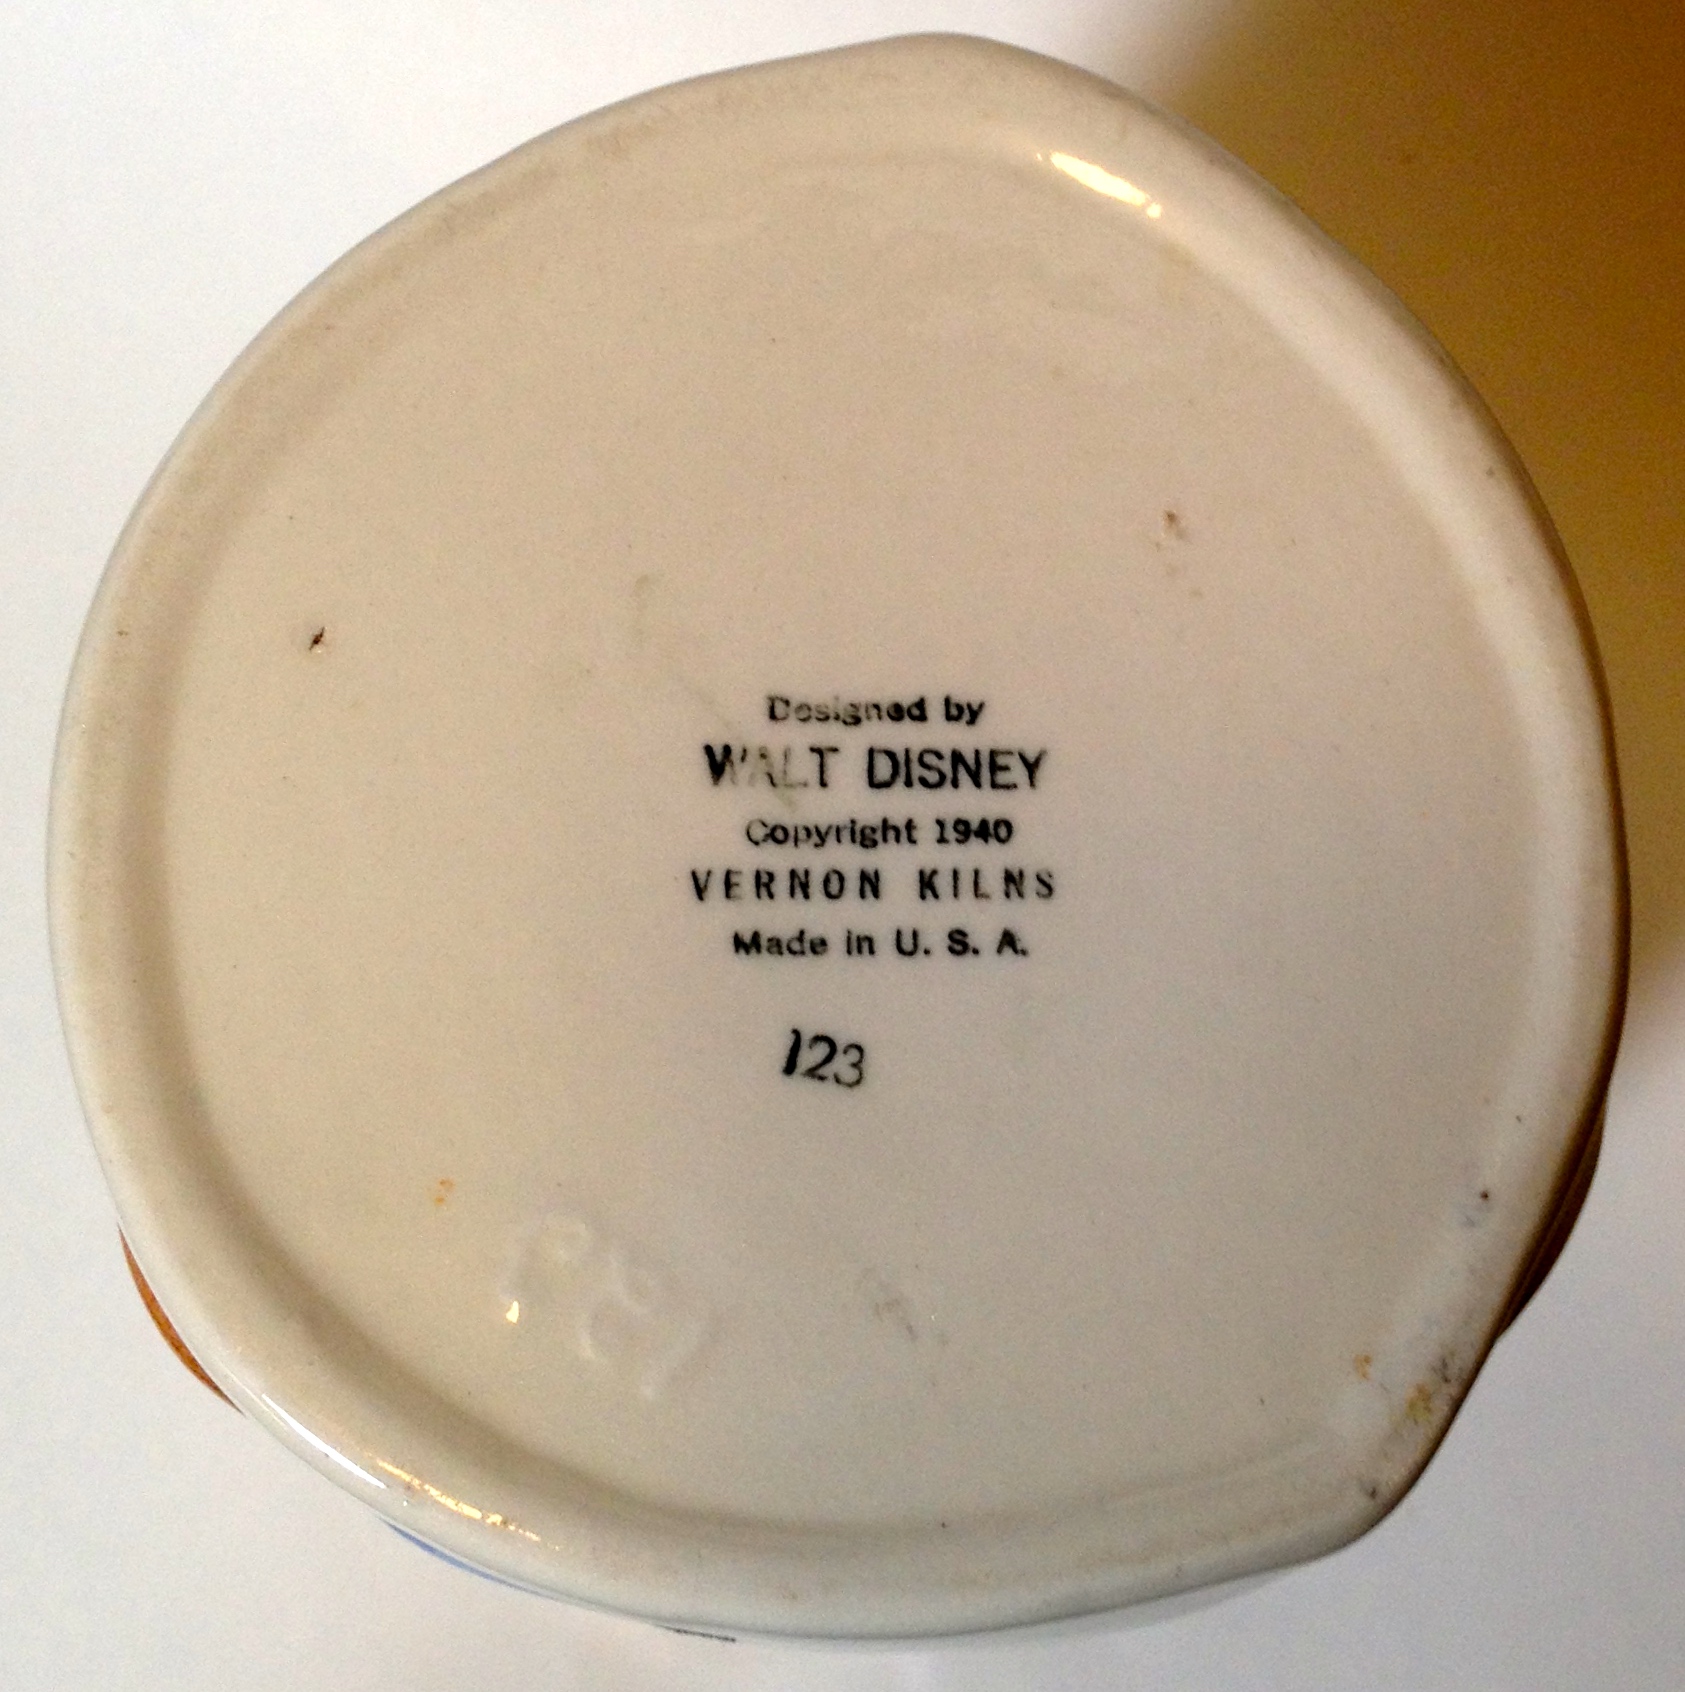 Designed by
WALT DISNEY
Copyright 1940
VERNON KILNS
Made in U. S. A.
123